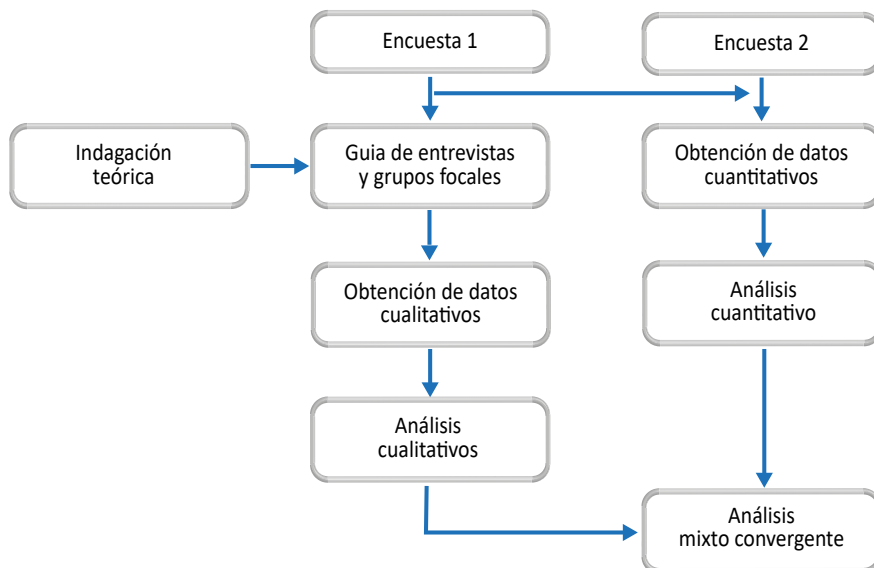 Encuesta 1
Encuesta 2
Indagación
teórica
Guia de entrevistas
y grupos focales
Obtención de datos
cuantitativos
Obtención de datos
cualitativos
Análisis
cuantitativo
Análisis
cualitativos
Análisis
mixto convergente